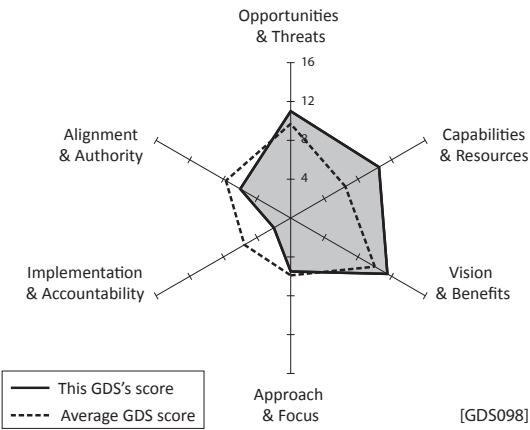 Opportunities
& Threats
16
12
8
4
Alignment
& Authority
Capabilities
& Resources
Implementation
& Accountability
Vision
& Benefits
Approach
& Focus
This GDS's score
Average GDS score
[GDS098]